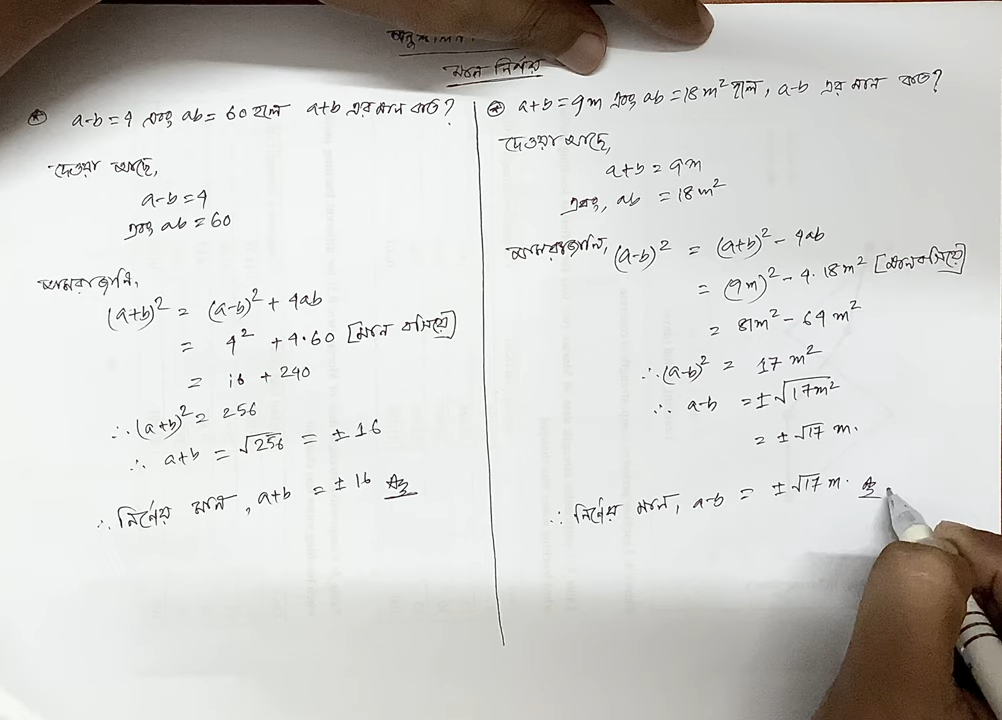 অনুশীলনী
মান নির্ণয়
a-b = 4 এবং ab = 60 হলে a+b এর মান কত?
দেওয়া আছে,
a-b = 4
এবং ab = 60
আমরা জানি,
(a+b)² = (a-b)² + 4ab
= 4² + 4·60 [মান বসিয়ে]
= 16 + 240
∴ (a+b)² = 256
∴ a+b = √256 = ±16
∴ নির্ণেয় মান, a+b = ±16
a+b = 9m এবং ab = 18m² হলে, a-b এর মান কত?
দেওয়া আছে,
a+b = 9m
এবং, ab = 18m²
আমরা জানি, (a-b)² = (a+b)² - 4ab
= (9m)² - 4·18m² [মান বসিয়ে]
= 81m² - 64m²
∴ (a-b)² = 17m²
∴ a-b = ±√17m²
= ±√17 m.
∴ নির্ণেয় মান, a-b = ±√17 m.